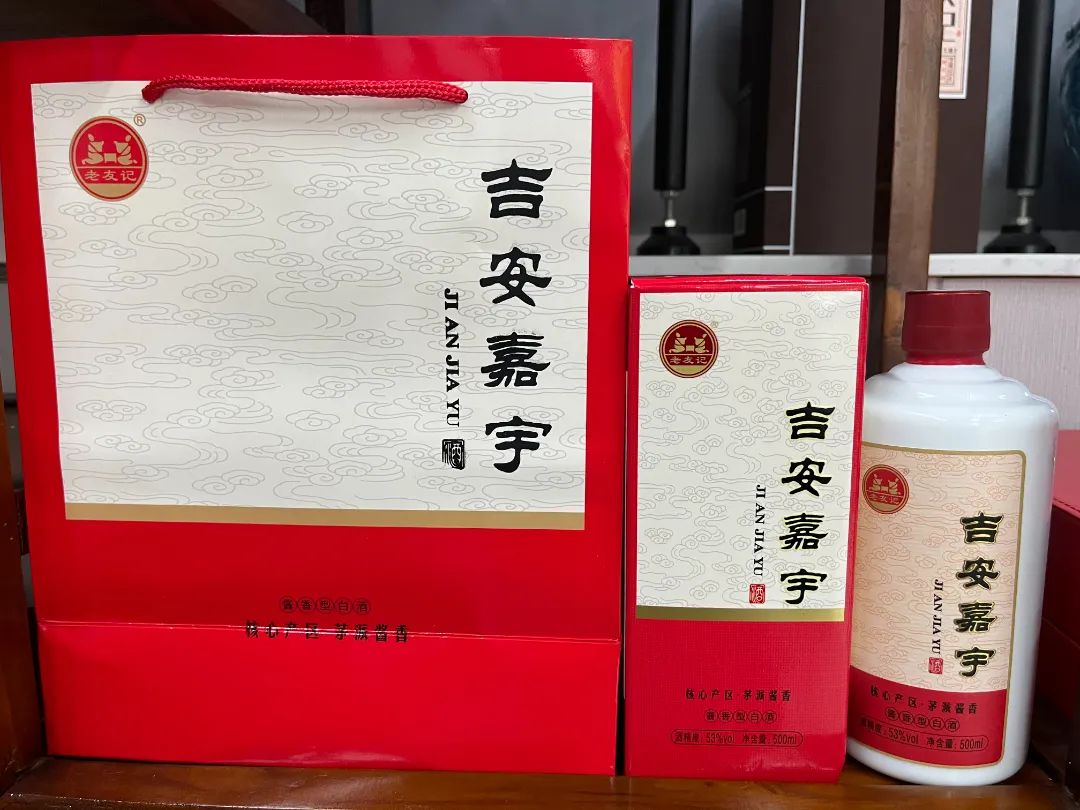 老友记
®
吉安嘉宇
JI AN JIA YU
酒
酱香型白酒
核心产区·茅派酱香
老友记
吉安嘉宇
JI AN JIA YU
酒
核心产区·茅派酱香
酱香型白酒
酒精度:53%vol 净含量:500ml
老友记
吉安嘉宇
JI AN JIA YU
酒
核心产区·茅派酱香
酱香型白酒
酒精度:53%vol 净含量:500ml